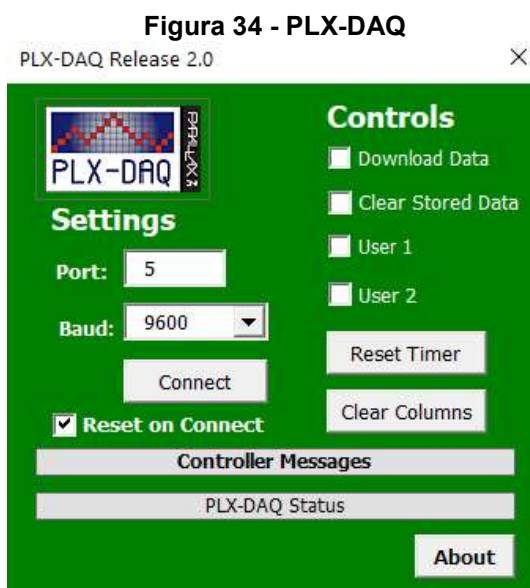 Figura 34 - PLX-DAQ
PLX-DAQ Release 2.0
PLX-DAQ
PARALLAX
Settings
Port: 5
Baud: 9600
Connect
Reset on Connect
Controls
Download Data
Clear Stored Data
User 1
User 2
Reset Timer
Clear Columns
Controller Messages
PLX-DAQ Status
About